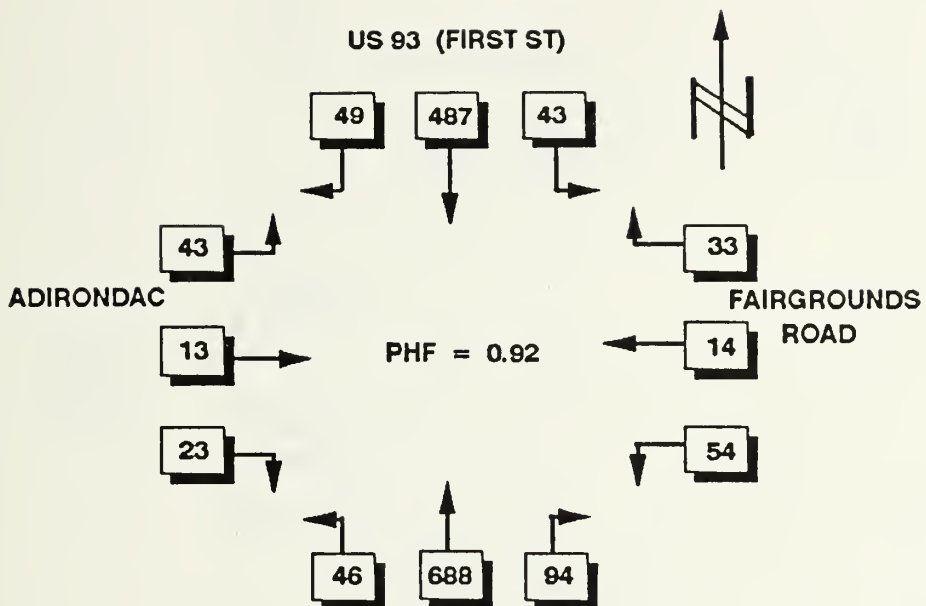 US 93 (FIRST ST)
49 487 43
43 33
ADIRONDAC
FAIRGROUNDS
ROAD
13 PHF = 0.92 14
23 54
46 688 94